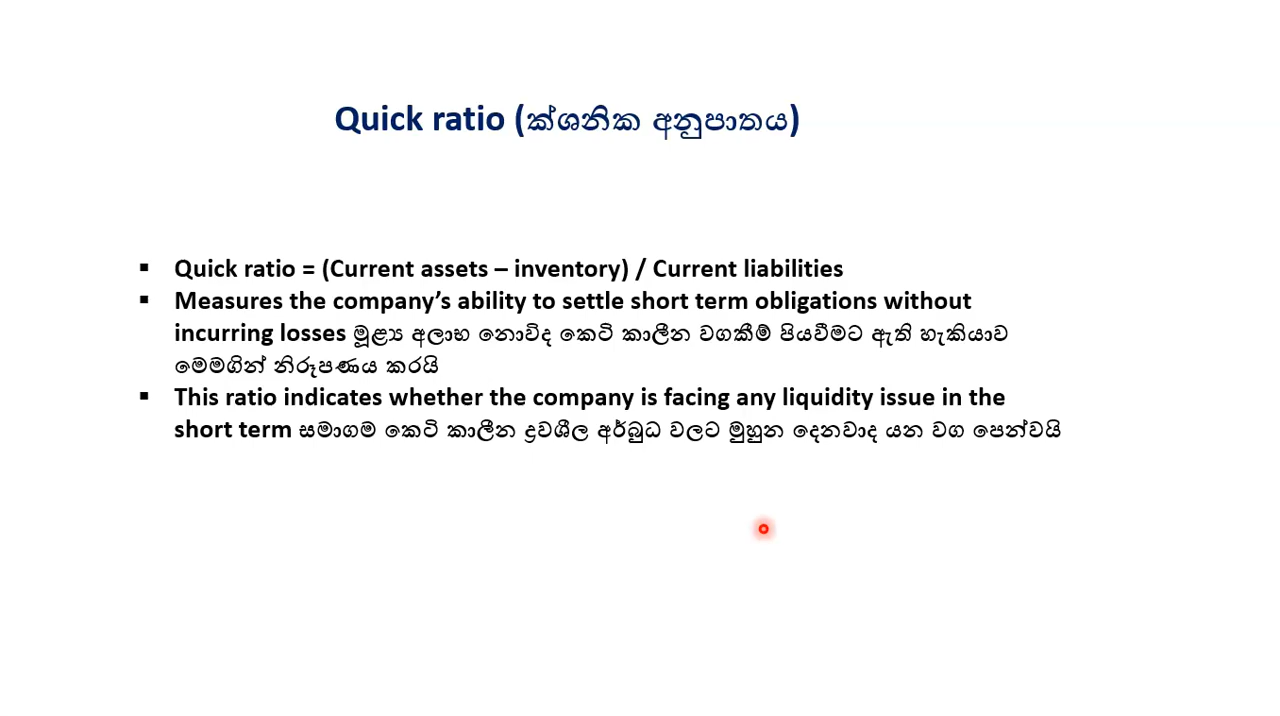 Quick ratio (ක්ශනික අනුපාතය)
▪ Quick ratio = (Current assets – inventory) / Current liabilities
▪ Measures the company’s ability to settle short term obligations without
incurring losses මූල්‍ය අලාභ නොවිඳ කෙටි කාලීන වගකීම් පියවීමට ඇති හැකියාව
මෙමගින් නිරූපණය කරයි
▪ This ratio indicates whether the company is facing any liquidity issue in the
short term සමාගම කෙටි කාලීන ද්‍රවශීල අර්බුධ වලට මුහුන දෙනවාද යන වග පෙන්වයි